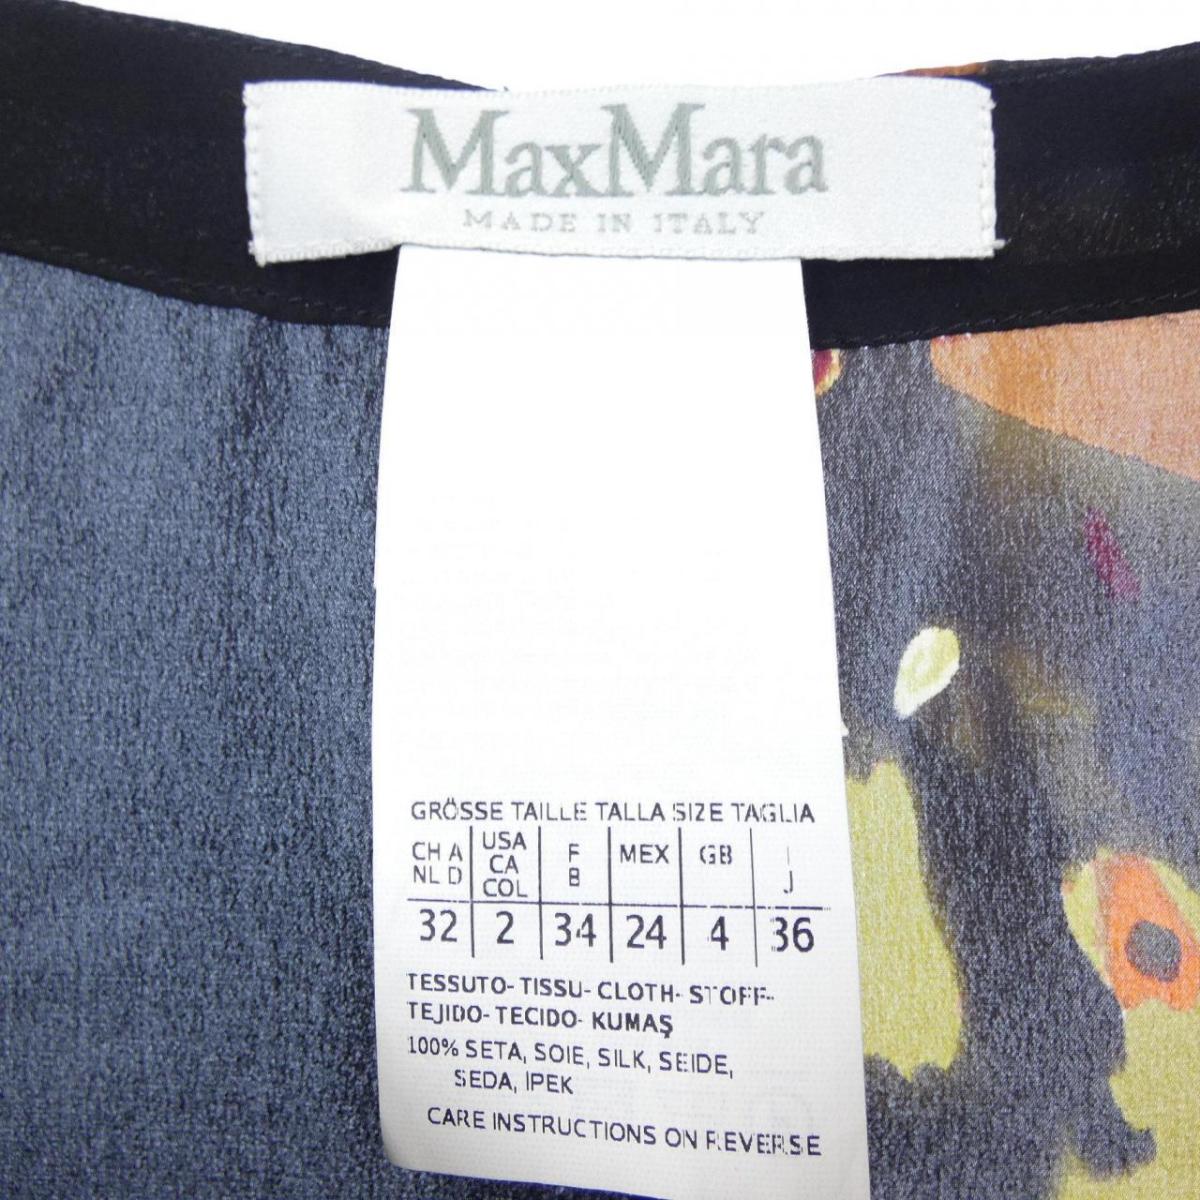 MaxMara
MADE IN ITALY
GRÖSSE TAILLE TALLA SIZE TAGLIA
CH A NL D USA CA COL F B MEX GB I J
32 2 34 24 4 36
TESSUTO- TISSU- CLOTH- STOFF-
TEJIDO- TECIDO- KUMAŞ
100% SETA, SOIE, SILK, SEIDE,
SEDA, IPEK
CARE INSTRUCTIONS ON REVERSE